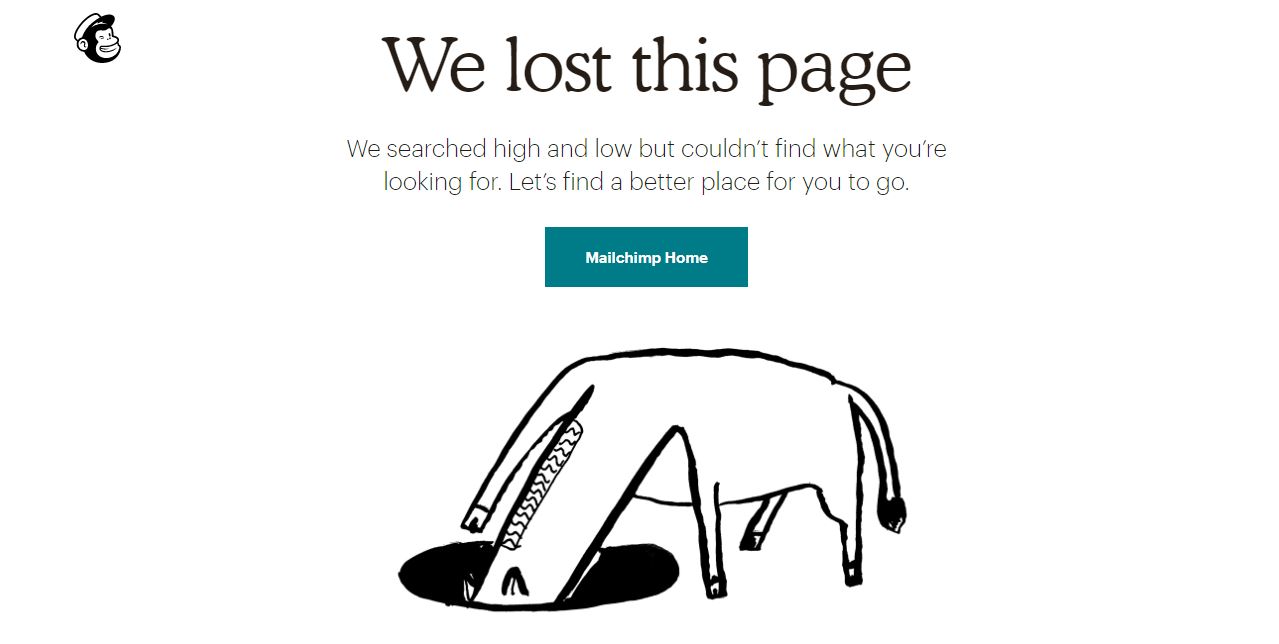 We lost this page
We searched high and low but couldn’t find what you’re
looking for. Let’s find a better place for you to go.
Mailchimp Home